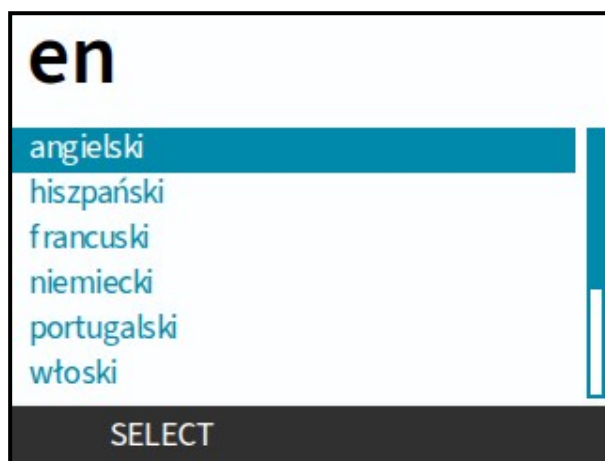 en
angielski
hiszpański
francuski
niemiecki
portugalski
włoski
SELECT